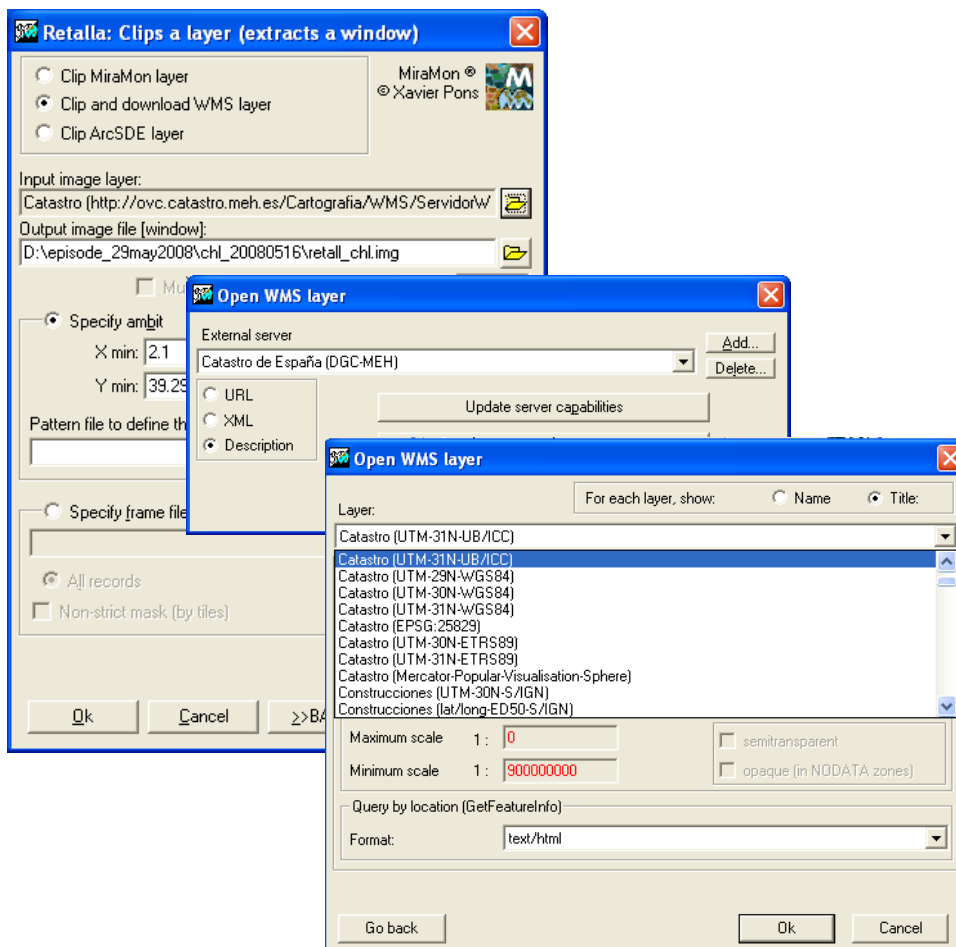 Retalla: Clips a layer (extracts a window)
Clip MiraMon layer
Clip and download WMS layer
Clip ArcSDE layer
MiraMon ®
© Xavier Pons
Input image layer:
Catastro (http://ovc.catastro.meh.es/Cartografia/WMS/ServidorW
Output image file [window]:
D:\episode_29may2008\chl_20080516\retall_chl.img
Mu
Specify ambit
X min: 2.1
Y min: 39.29
Pattern file to define th
Specify frame file
All records
Non-strict mask (by tiles)
Ok
Cancel
>>BA
Open WMS layer
External server
Catastro de España (DGC-MEH)
Add...
Delete...
URL
XML
Description
Update server capabilities
Open WMS layer
For each layer, show:
Name
Title:
Layer:
Catastro (UTM-31N-UB/ICC)
Catastro (UTM-31N-UB/ICC)
Catastro (UTM-29N-WGS84)
Catastro (UTM-30N-WGS84)
Catastro (UTM-31N-WGS84)
Catastro (EPSG:25829)
Catastro (UTM-30N-ETRS89)
Catastro (UTM-31N-ETRS89)
Catastro (Mercator-Popular-Visualisation-Sphere)
Construcciones (UTM-30N-S/IGN)
Construcciones (lat/long-ED50-S/IGN)
Maximum scale 1 : 0
Minimum scale 1 : 900000000
semitransparent
opaque (in NODATA zones)
Query by location (GetFeatureInfo)
Format: text/html
Go back
Ok
Cancel